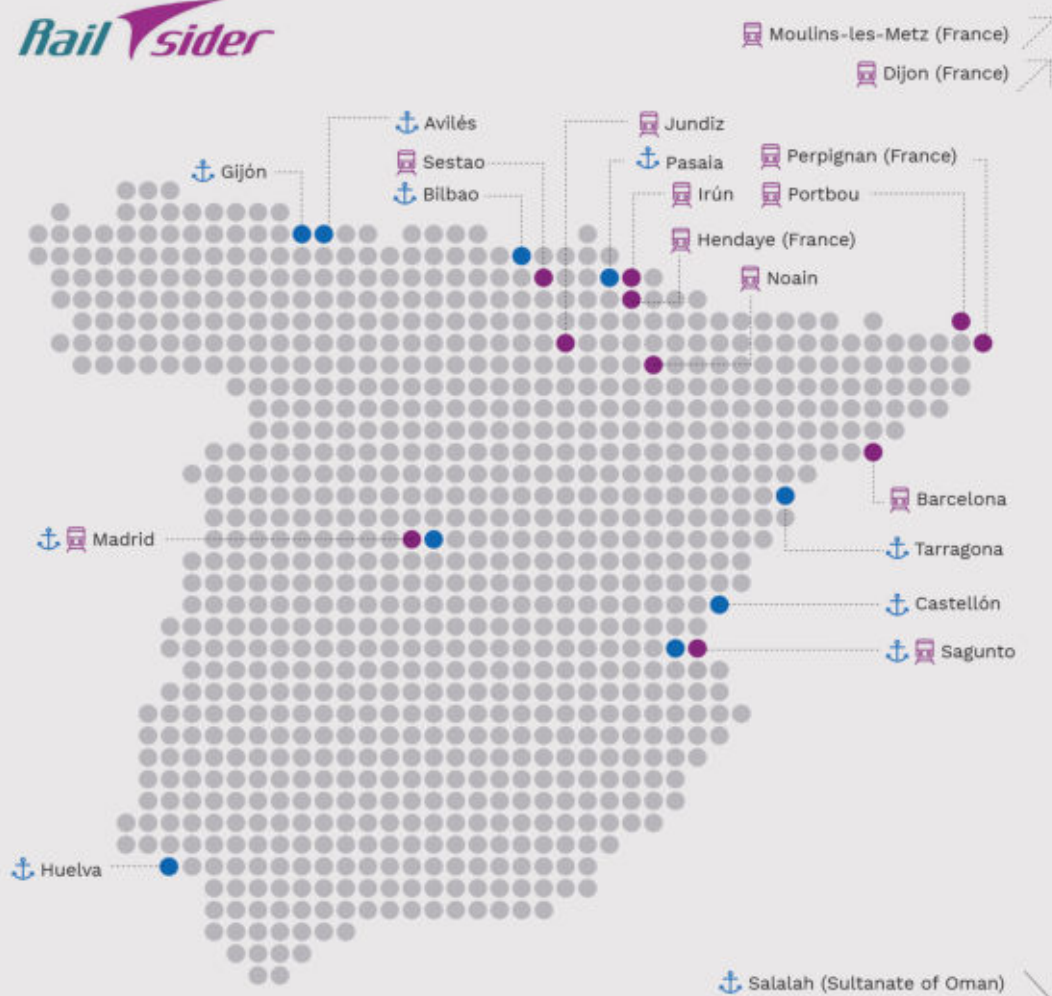 Rail sider
Moulins-les-Metz (France)
Dijon (France)
Avilés
Jundiz
Gijón
Sestao
Pasaia
Perpignan (France)
Bilbao
Irún
Portbou
Hendaye (France)
Noain
Barcelona
Madrid
Tarragona
Castellón
Sagunto
Huelva
Salalah (Sultanate of Oman)